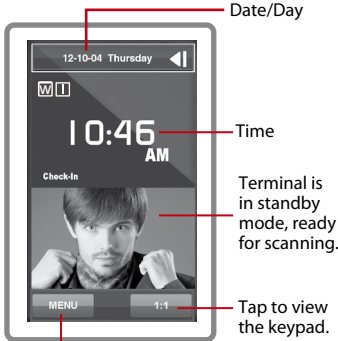 Date/Day
12-10-04 Thursday
W I
10:46
Time
AM
Check-In
Terminal is
in standby
mode, ready
for scanning.
MENU
1:1
Tap to view
the keypad.